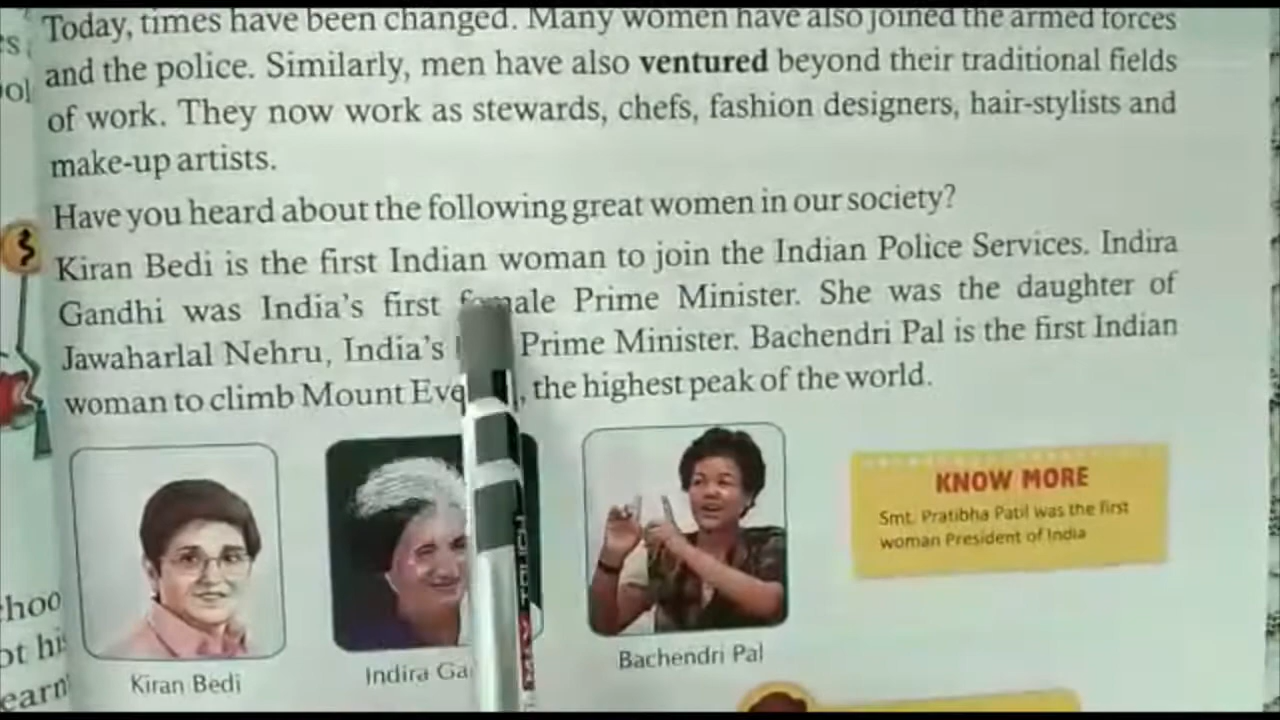 Today, times have been changed. Many women have also joined the armed forces
and the police. Similarly, men have also ventured beyond their traditional fields
of work. They now work as stewards, chefs, fashion designers, hair-stylists and
make-up artists.
Have you heard about the following great women in our society?
Kiran Bedi is the first Indian woman to join the Indian Police Services. Indira
Gandhi was India's first female Prime Minister. She was the daughter of
Jawaharlal Nehru, India's Prime Minister. Bachendri Pal is the first Indian
woman to climb Mount Eve , the highest peak of the world.
KNOW MORE
Smt. Pratibha Patil was the first
woman President of India
Kiran Bedi
Indira Ga
Bachendri Pal